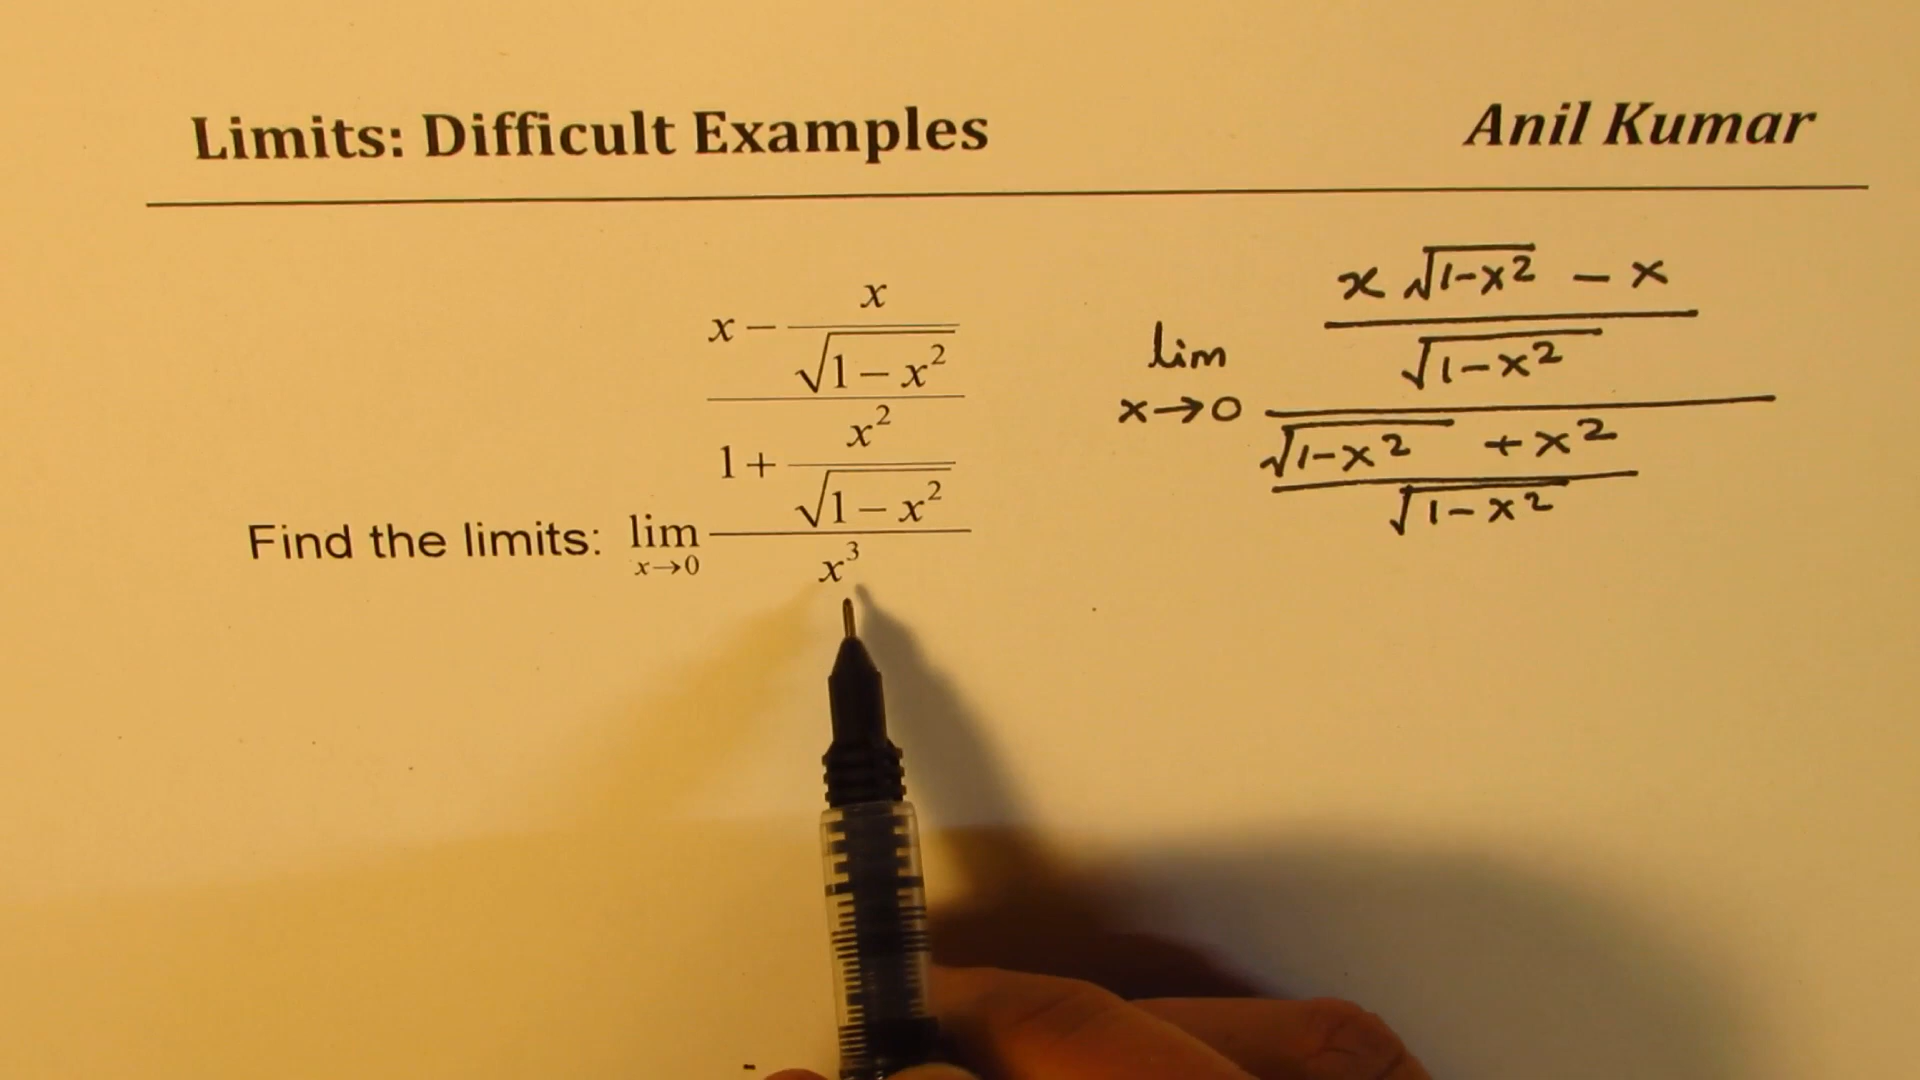 Limits: Difficult Examples
Anil Kumar
Find the limits: lim x→0 ((x − x/√(1 − x²))/(1 + x²/√(1 − x²)))/x³
lim x→0 ((x√(1−x²) − x)/√(1−x²))/((√(1−x²) + x²)/√(1−x²))